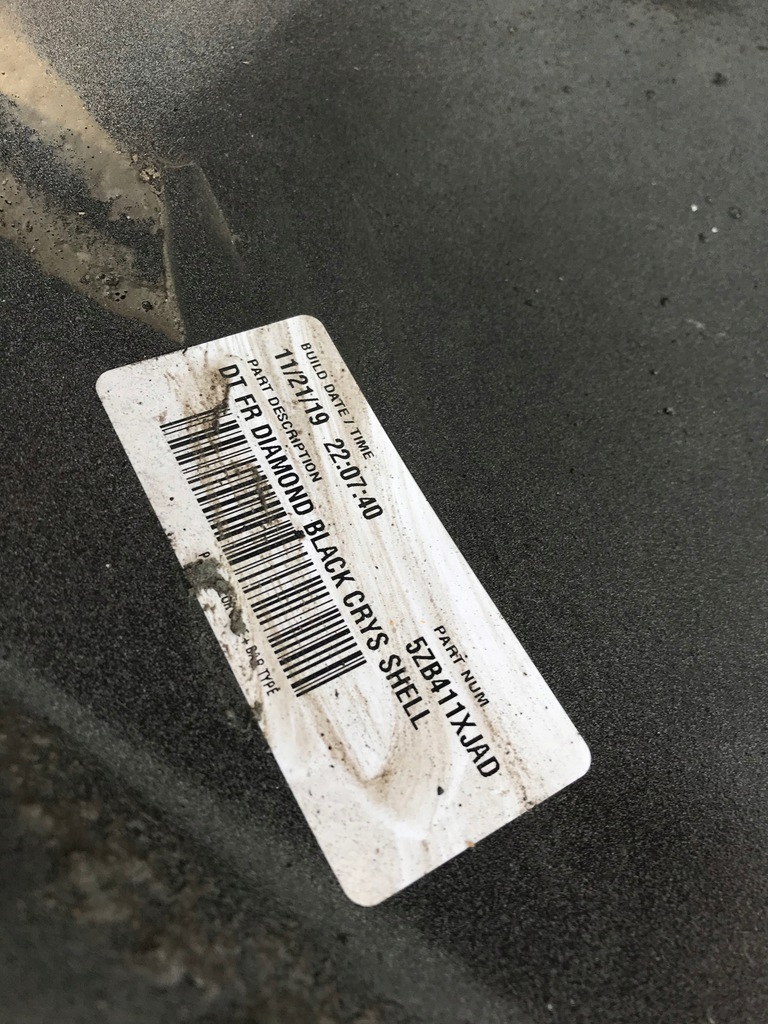 BUILD DATE / TIME
11/21/19 22:07:40
PART NUM
5ZB411XJAD
PART DESCRIPTION
DT FR DIAMOND BLACK CRYS SHELL
TYPE